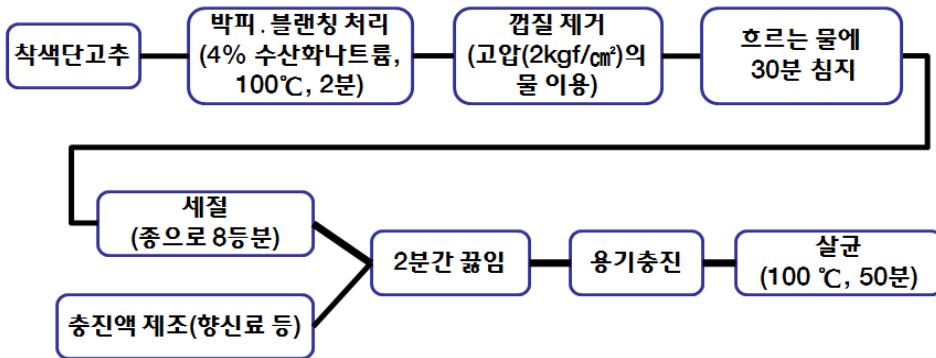 착색단고추
박피.블랜칭 처리
(4% 수산화나트륨,
100℃, 2분)
껍질 제거
(고압(2kgf/㎠)의
물 이용)
흐르는 물에
30분 침지
세절
(종으로 8등분)
충진액 제조(향신료 등)
2분간 끓임
용기충진
살균
(100 ℃, 50분)